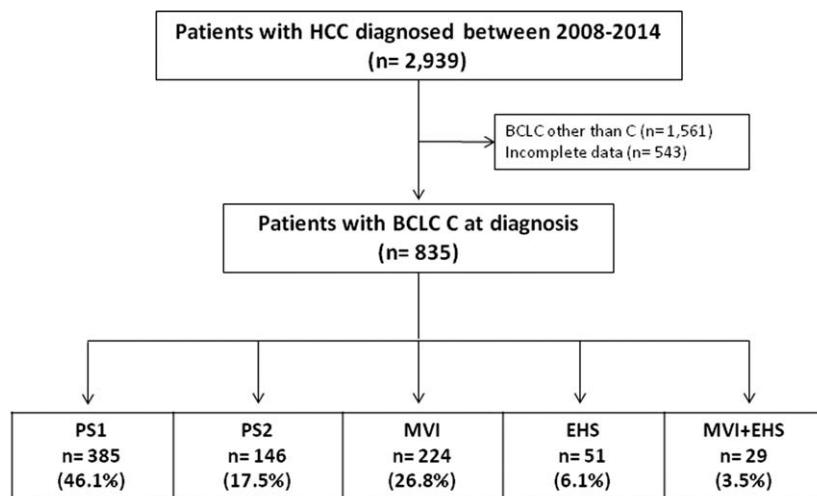 Patients with HCC diagnosed between 2008-2014
(n= 2,939)
BCLC other than C (n= 1,561)
Incomplete data (n= 543)
Patients with BCLC C at diagnosis
(n= 835)
PS1
n= 385
(46.1%)
PS2
n= 146
(17.5%)
MVI
n= 224
(26.8%)
EHS
n= 51
(6.1%)
MVI+EHS
n= 29
(3.5%)